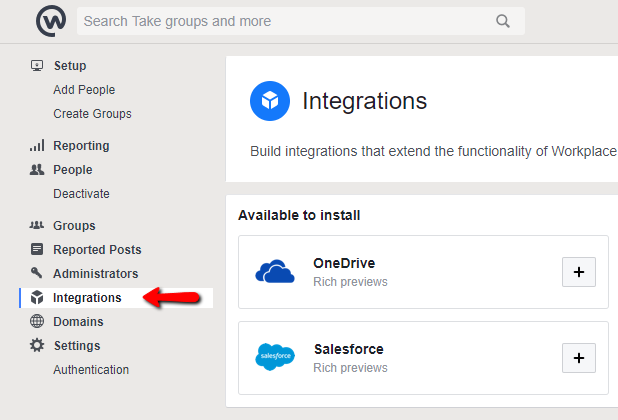 Search Take groups and more
Setup
Add People
Create Groups
Reporting
People
Deactivate
Groups
Reported Posts
Administrators
Integrations
Domains
Settings
Authentication
Integrations
Build integrations that extend the functionality of Workplace
Available to install
OneDrive
Rich previews
+
salesforce
Salesforce
Rich previews
+